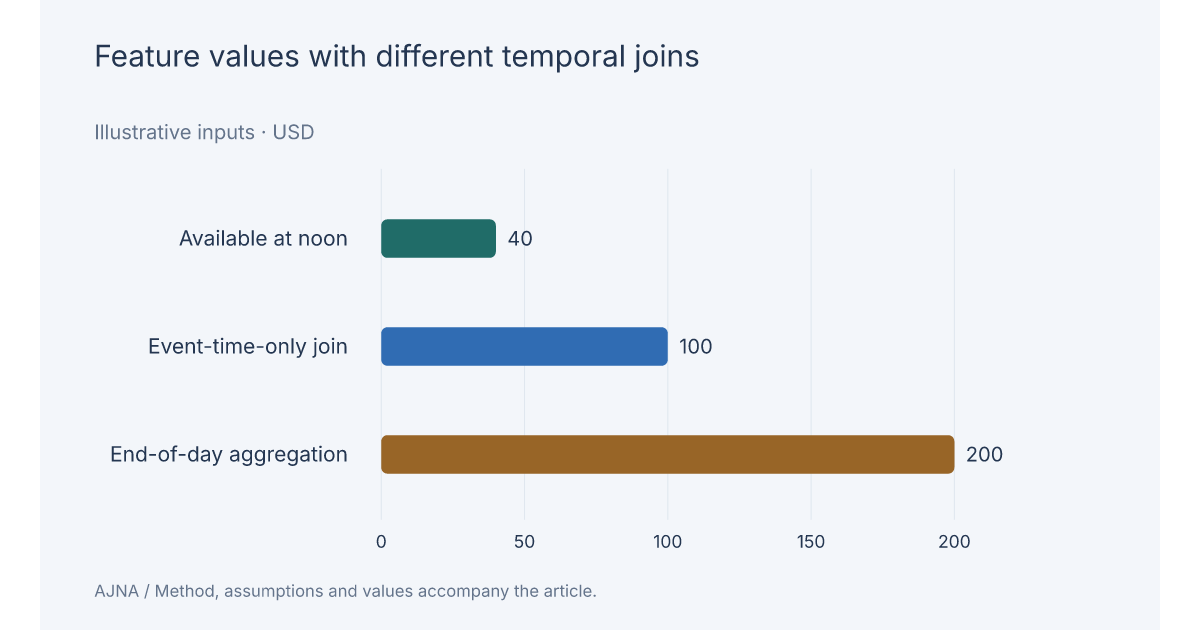 Feature values with different temporal joins
Illustrative inputs · USD
Available at noon 40
Event-time-only join 100
End-of-day aggregation 200
0 50 100 150 200
AJNA / Method, assumptions and values accompany the article.